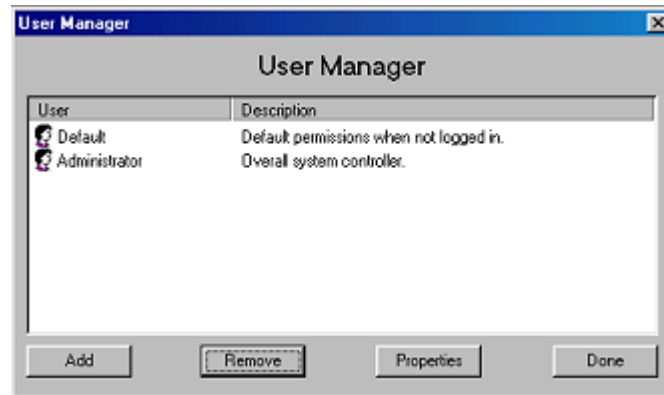 User Manager
User Manager
User Description
Default Default permissions when not logged in.
Administrator Overall system controller.
Add Remove Properties Done